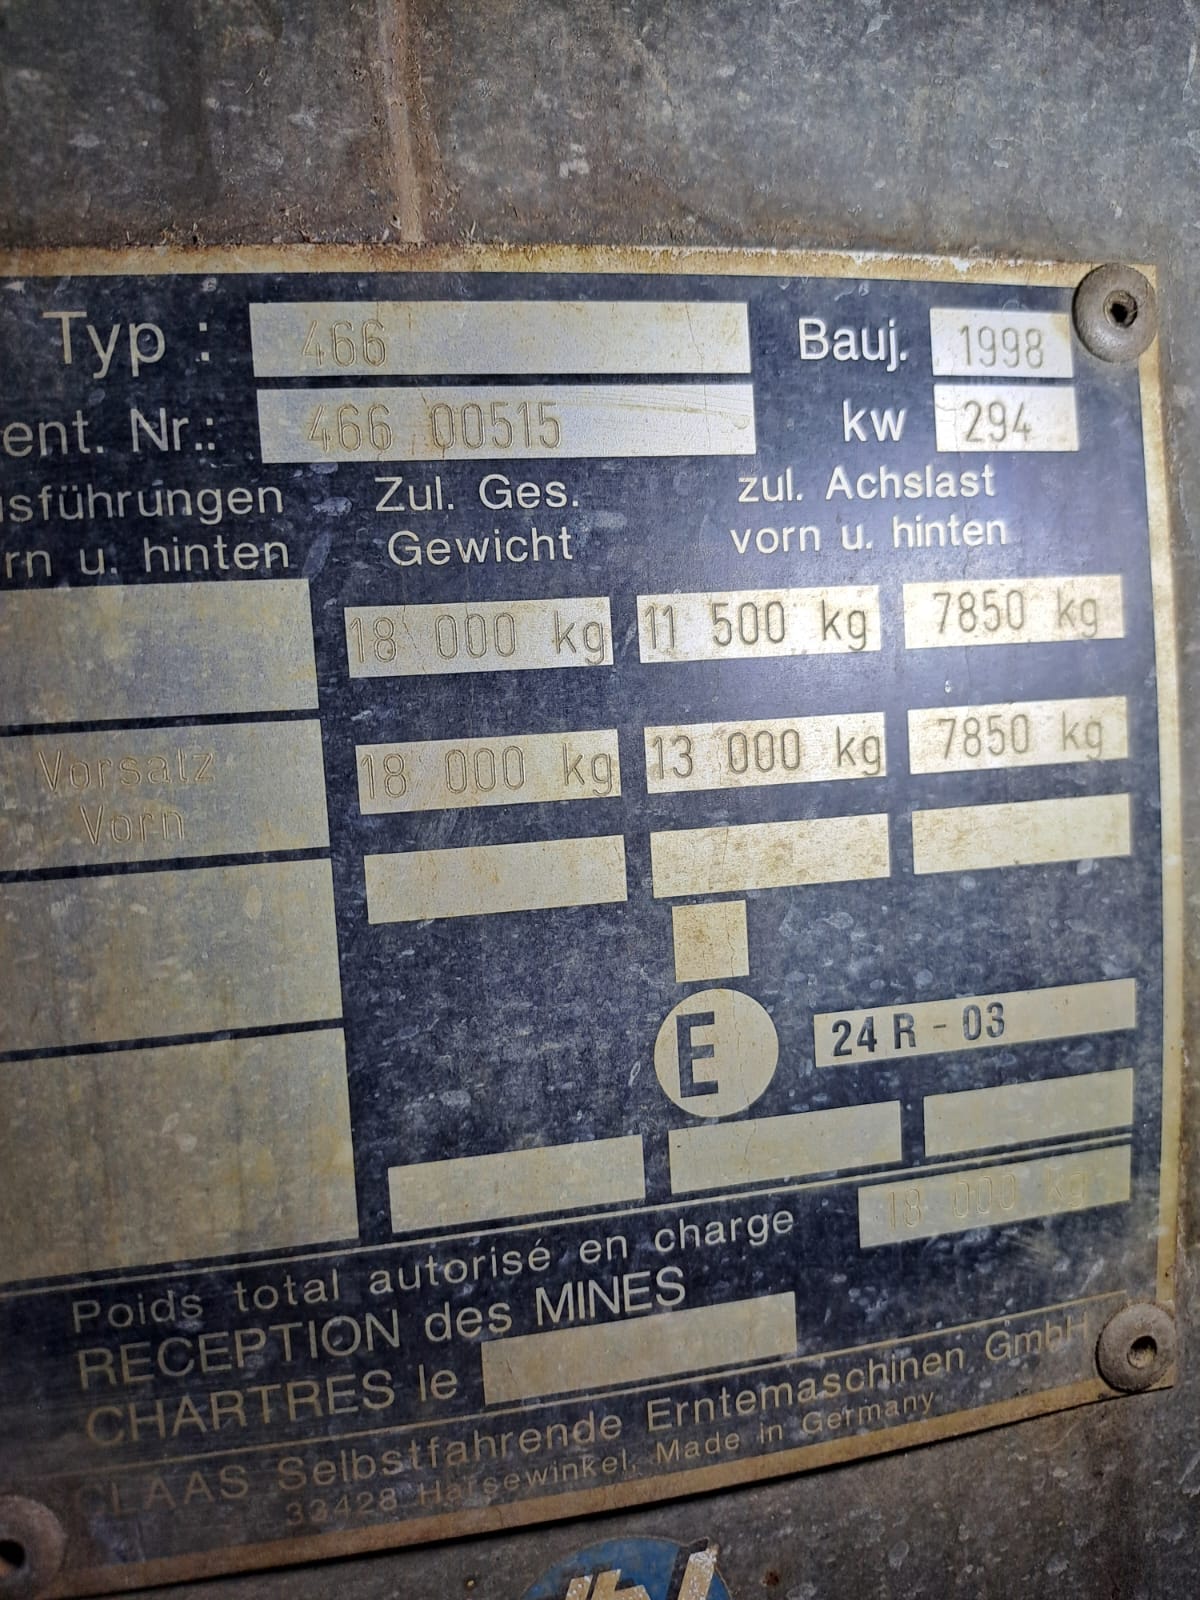 Typ : 466 Bauj. 1998
ent. Nr.: 466 00515 kw 294
usführungen Zul. Ges. zul. Achslast
rn u. hinten Gewicht vorn u. hinten
18 000 kg 11 500 kg 7850 kg
Vorsatz 18 000 kg 13 000 kg 7850 kg
Vorn
E 24 R - 03
Poids total autorisé en charge 18 000 kg
RECEPTION des MINES
CHARTRES le
CLAAS Selbstfahrende Erntemaschinen GmbH
33428 Harsewinkel, Made in Germany